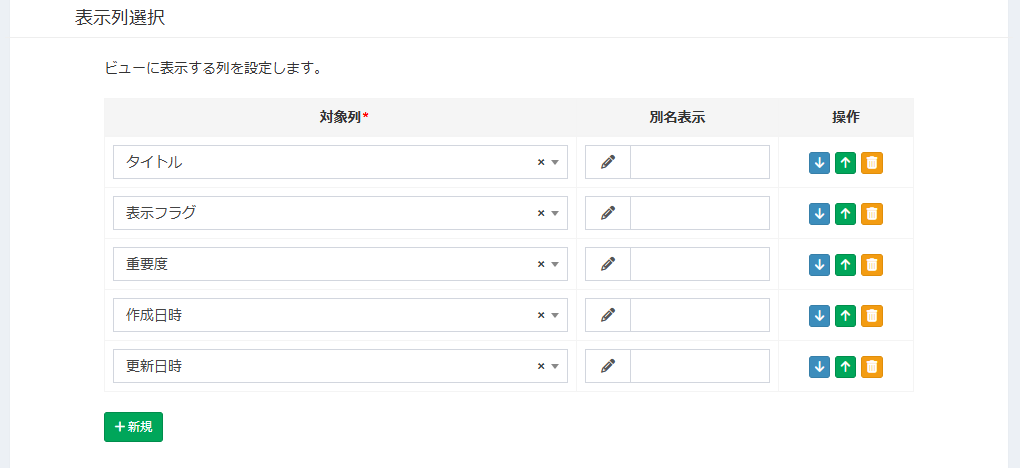 表示列選択
ビューに表示する列を設定します。
対象列* 別名表示 操作
タイトル
表示フラグ
重要度
作成日時
更新日時
新規